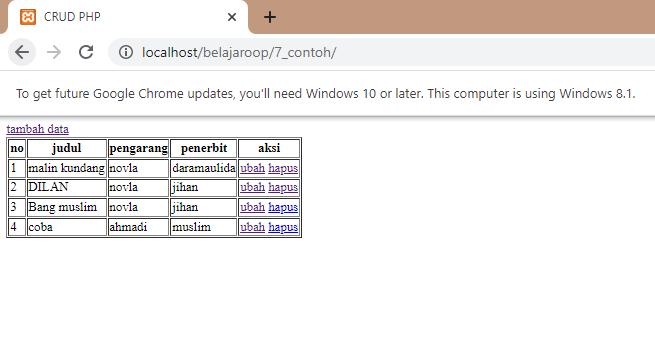 CRUD PHP
localhost/belajaroop/7_contoh/
To get future Google Chrome updates, you'll need Windows 10 or later. This computer is using Windows 8.1.
tambah data
no judul pengarang penerbit aksi
1 malin kundang novla daramaulida ubah hapus
2 DILAN novla jihan ubah hapus
3 Bang muslim novla jihan ubah hapus
4 coba ahmadi muslim ubah hapus